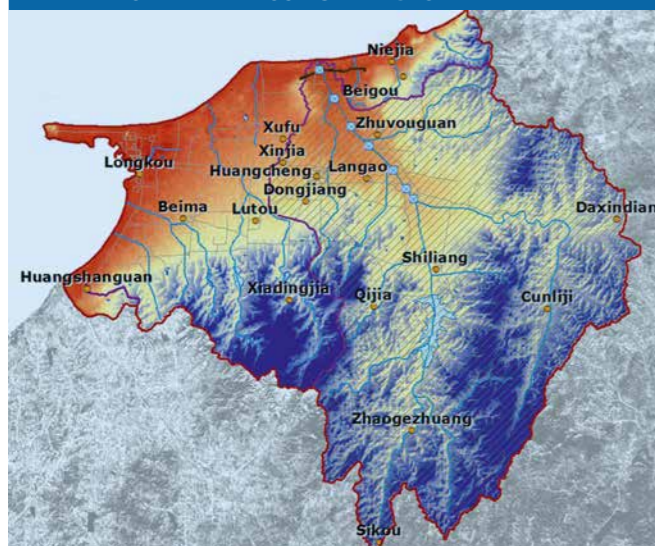 Niejia
Beigou
Xufu
Zhuvouguan
Xinjia
Longkou
Huangcheng
Langao
Dongjiang
Beima
Lutou
Daxindian
Shiliang
Huangshanguan
Xiadingjia
Qijia
Cunliji
Zhaogezhuang
Sikou